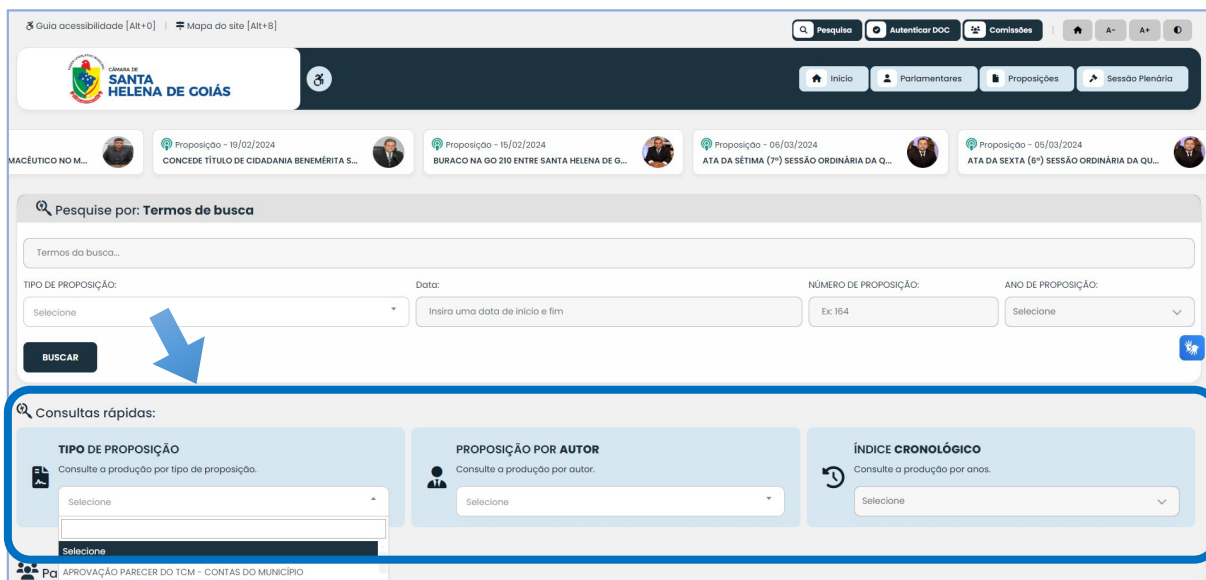 Guia acessibilidade [Alt+0] | Mapa do site [Alt+8]
Pesquisa Autenticar DOC Comissões A- A+
CÂMARA DE
SANTA
HELENA DE GOIÁS
Início Parlamentares Proposições Sessão Plenária
MACÊUTICO NO M...
Proposição - 19/02/2024
CONCEDE TÍTULO DE CIDADANIA BENEMÉRITA S...
Proposição - 15/02/2024
BURACO NA GO 210 ENTRE SANTA HELENA DE G...
Proposição - 06/03/2024
ATA DA SÉTIMA (7ª) SESSÃO ORDINÁRIA DA Q...
Proposição - 05/03/2024
ATA DA SEXTA (6ª) SESSÃO ORDINÁRIA DA QU...
Pesquise por: Termos de busca
Termos da busca...
TIPO DE PROPOSIÇÃO: Data: NÚMERO DE PROPOSIÇÃO: ANO DE PROPOSIÇÃO:
Selecione Insira uma data de início e fim Ex: 164 Selecione
BUSCAR
Consultas rápidas:
TIPO DE PROPOSIÇÃO
Consulte a produção por tipo de proposição.
Selecione
Selecione
APROVAÇÃO PARECER DO TCM - CONTAS DO MUNICÍPIO
PROPOSIÇÃO POR AUTOR
Consulte a produção por autor.
Selecione
ÍNDICE CRONOLÓGICO
Consulte a produção por anos.
Selecione
Pa